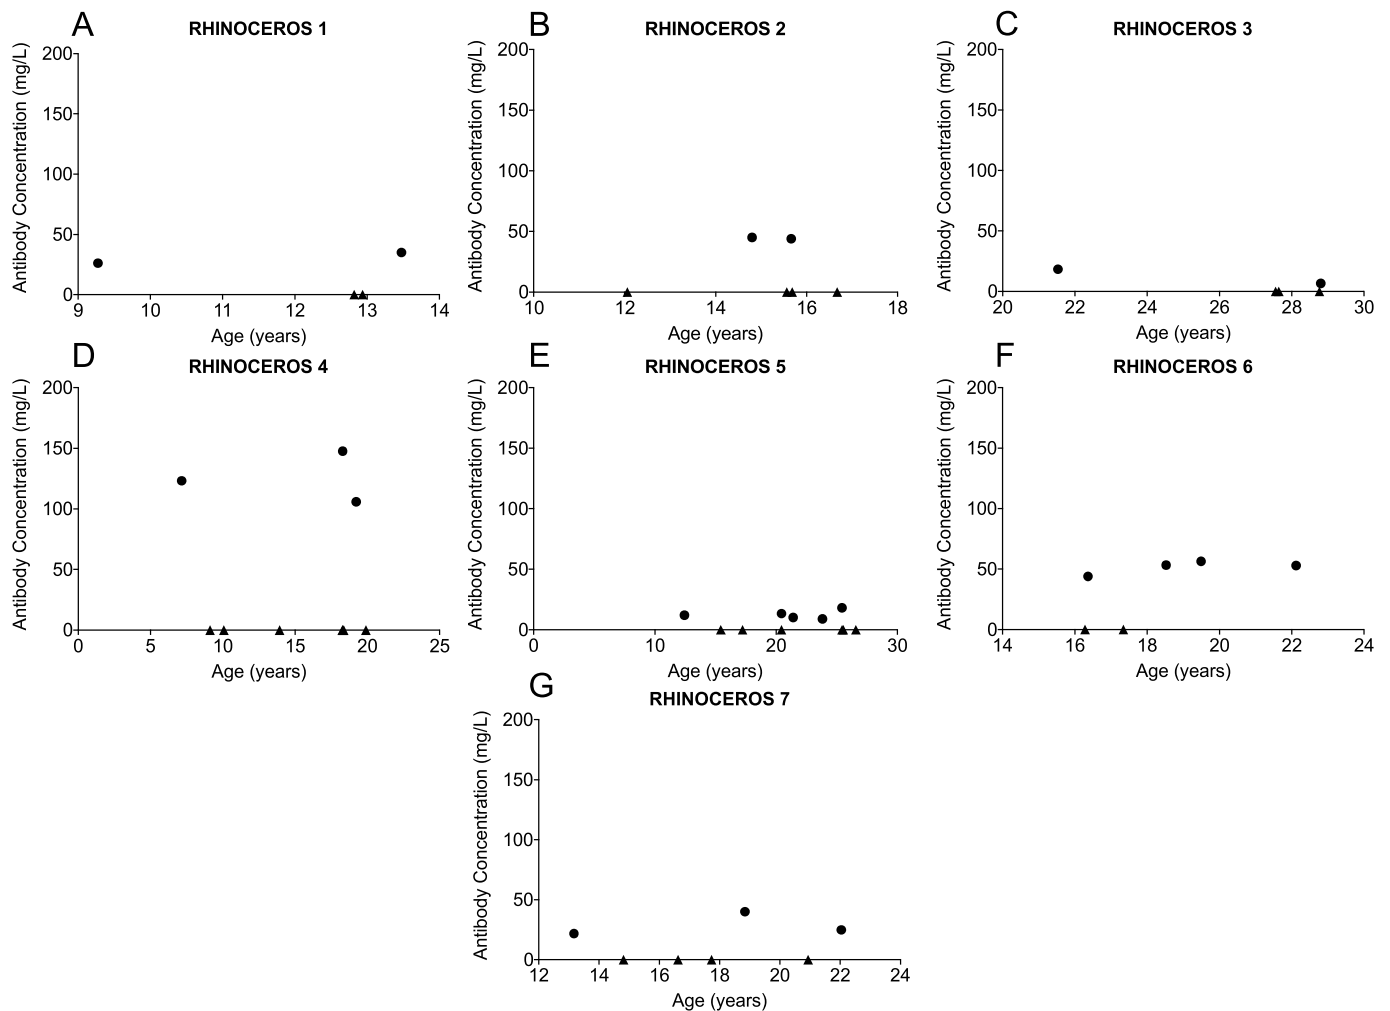 A
RHINOCEROS 1
Antibody Concentration (mg/L)
200
150
100
50
0
9 10 11 12 13 14
Age (years)
B
RHINOCEROS 2
Antibody Concentration (mg/L)
200
150
100
50
0
10 12 14 16 18
Age (years)
C
RHINOCEROS 3
Antibody Concentration (mg/L)
200
150
100
50
0
20 22 24 26 28 30
Age (years)
D
RHINOCEROS 4
Antibody Concentration (mg/L)
200
150
100
50
0
0 5 10 15 20 25
Age (years)
E
RHINOCEROS 5
Antibody Concentration (mg/L)
200
150
100
50
0
0 10 20 30
Age (years)
F
RHINOCEROS 6
Antibody Concentration (mg/L)
200
150
100
50
0
14 16 18 20 22 24
Age (years)
G
RHINOCEROS 7
Antibody Concentration (mg/L)
200
150
100
50
0
12 14 16 18 20 22 24
Age (years)